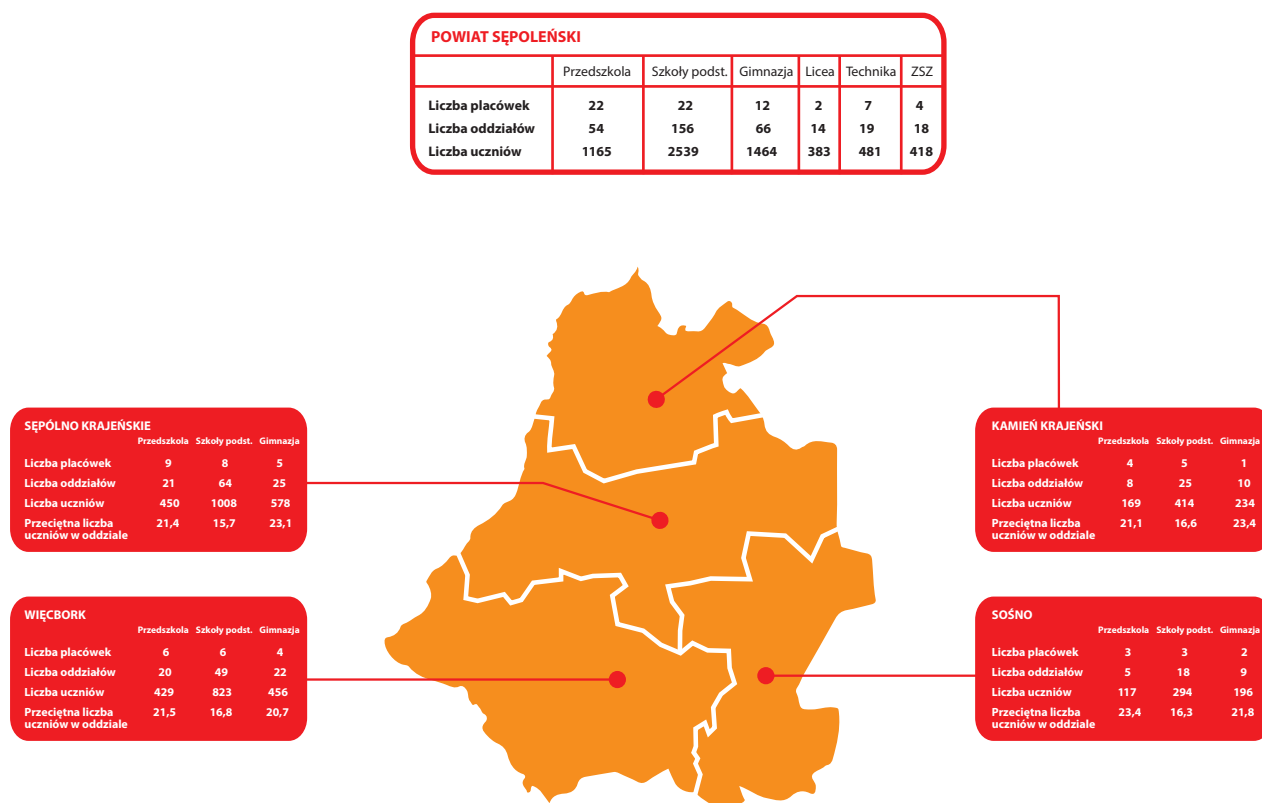 POWIAT SĘPOLEŃSKI
Przedszkola Szkoły podst. Gimnazja Licea Technika ZSZ
Liczba placówek 22 22 12 2 7 4
Liczba oddziałów 54 156 66 14 19 18
Liczba uczniów 1165 2539 1464 383 481 418
SĘPÓLNO KRAJEŃSKIE
Przedszkola Szkoły podst. Gimnazja
Liczba placówek 9 8 5
Liczba oddziałów 21 64 25
Liczba uczniów 450 1008 578
Przeciętna liczba 21,4 15,7 23,1
uczniów w oddziale
KAMIEŃ KRAJEŃSKI
Przedszkola Szkoły podst. Gimnazja
Liczba placówek 4 5 1
Liczba oddziałów 8 25 10
Liczba uczniów 169 414 234
Przeciętna liczba 21,1 16,6 23,4
uczniów w oddziale
WIĘCBORK
Przedszkola Szkoły podst. Gimnazja
Liczba placówek 6 6 4
Liczba oddziałów 20 49 22
Liczba uczniów 429 823 456
Przeciętna liczba 21,5 16,8 20,7
uczniów w oddziale
SOŚNO
Przedszkola Szkoły podst. Gimnazja
Liczba placówek 3 3 2
Liczba oddziałów 5 18 9
Liczba uczniów 117 294 196
Przeciętna liczba 23,4 16,3 21,8
uczniów w oddziale